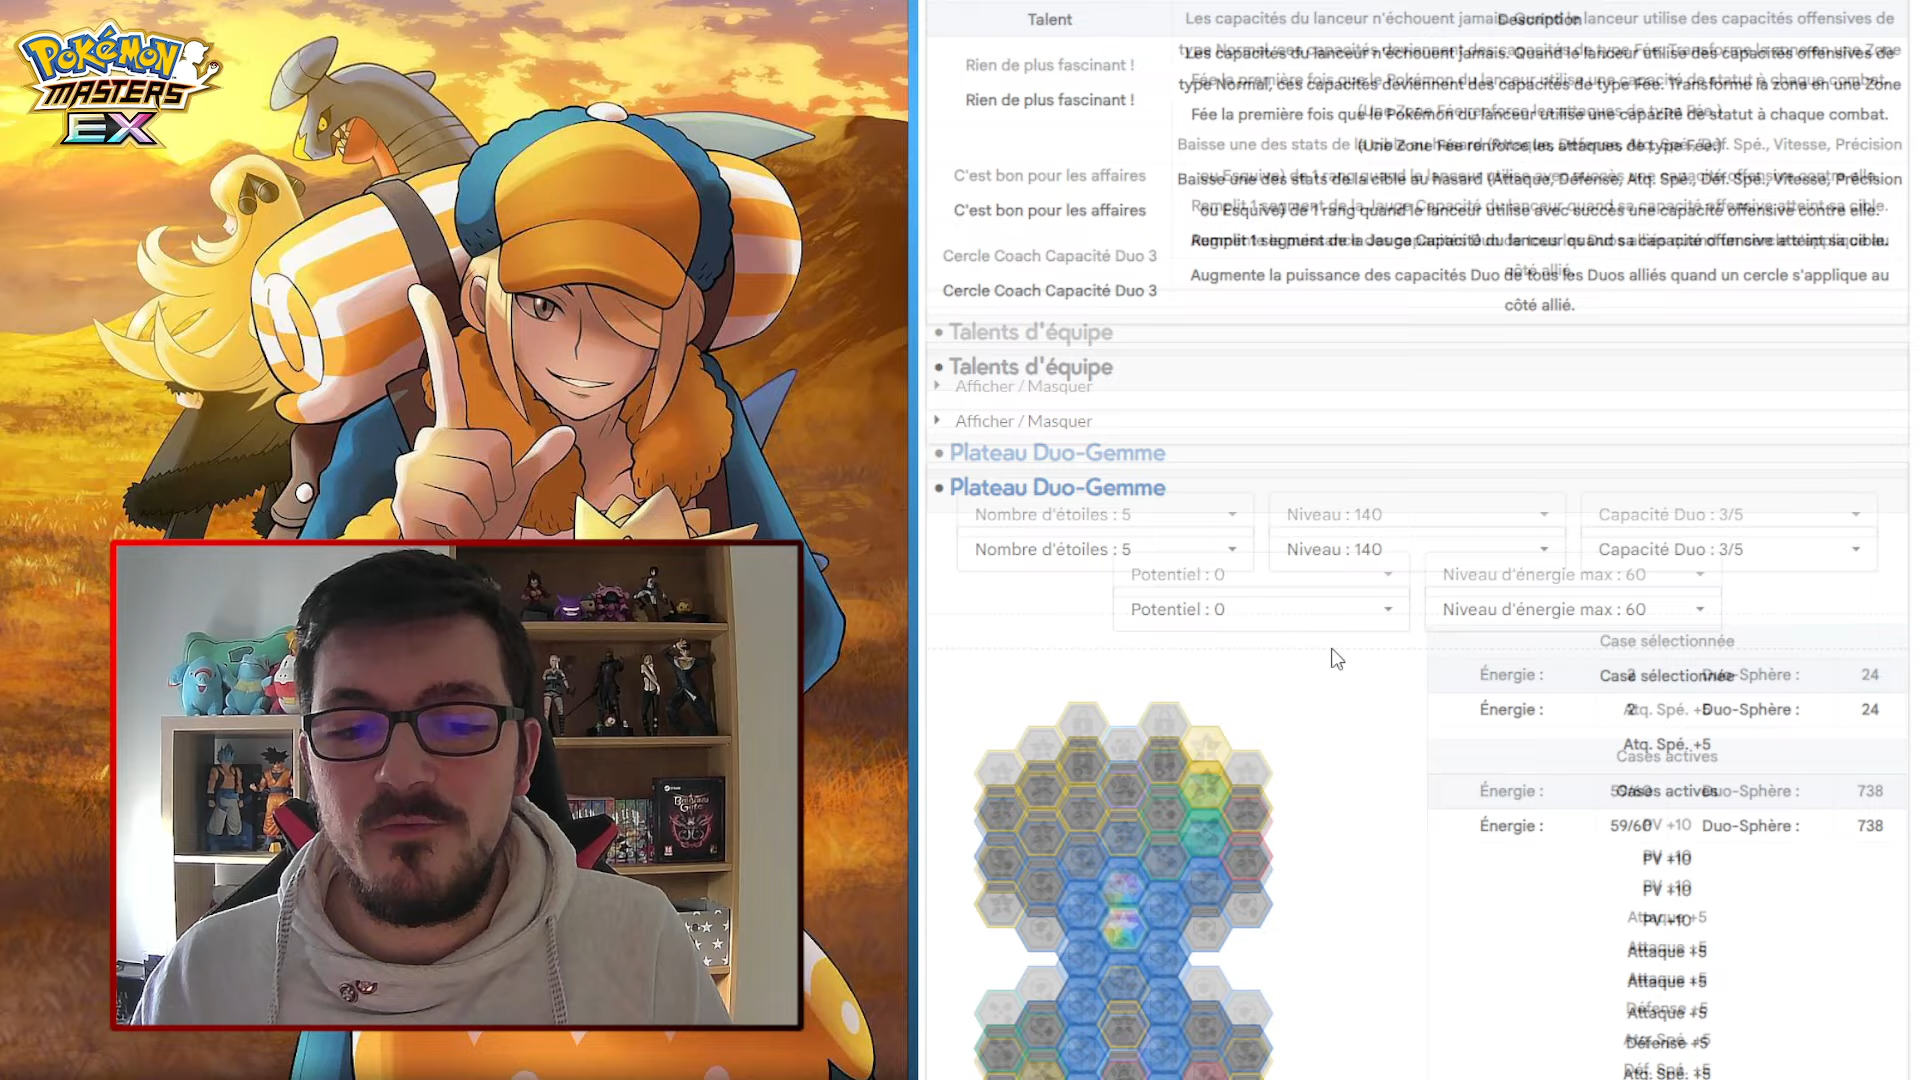 POKéMON
MASTERS
EX
Talent
Description
Rien de plus fascinant !
Les capacités du lanceur n'échouent jamais. Quand le lanceur utilise des capacités offensives de
type Normal, ces capacités deviennent des capacités de type Fée. Transforme la zone en une Zone
Fée la première fois que le Pokémon du lanceur utilise une capacité de statut à chaque combat.
(Une Zone Fée renforce les attaques de type Fée.)
C'est bon pour les affaires
Baisse une des stats de la cible au hasard (Attaque, Défense, Atq. Spé., Déf. Spé., Vitesse, Précision
ou Esquive) de 1 rang quand le lanceur utilise avec succès une capacité offensive contre elle.
Remplit 1 segment de la Jauge Capacité du lanceur quand sa capacité offensive atteint sa cible.
Cercle Coach Capacité Duo 3
Augmente la puissance des capacités Duo de tous les Duos alliés quand un cercle s'applique au
côté allié.
• Talents d'équipe
Afficher / Masquer
• Plateau Duo-Gemme
Nombre d'étoiles : 5
Niveau : 140
Capacité Duo : 3/5
Potentiel : 0
Niveau d'énergie max : 60
Case sélectionnée
Énergie : 2 Duo-Sphère : 24
Atq. Spé. +5
Cases actives
Énergie : 59/60 Duo-Sphère : 738
PV +10
PV +10
PV +10
Attaque +5
Attaque +5
Attaque +5
Défense +5
Atq. Spé. +5